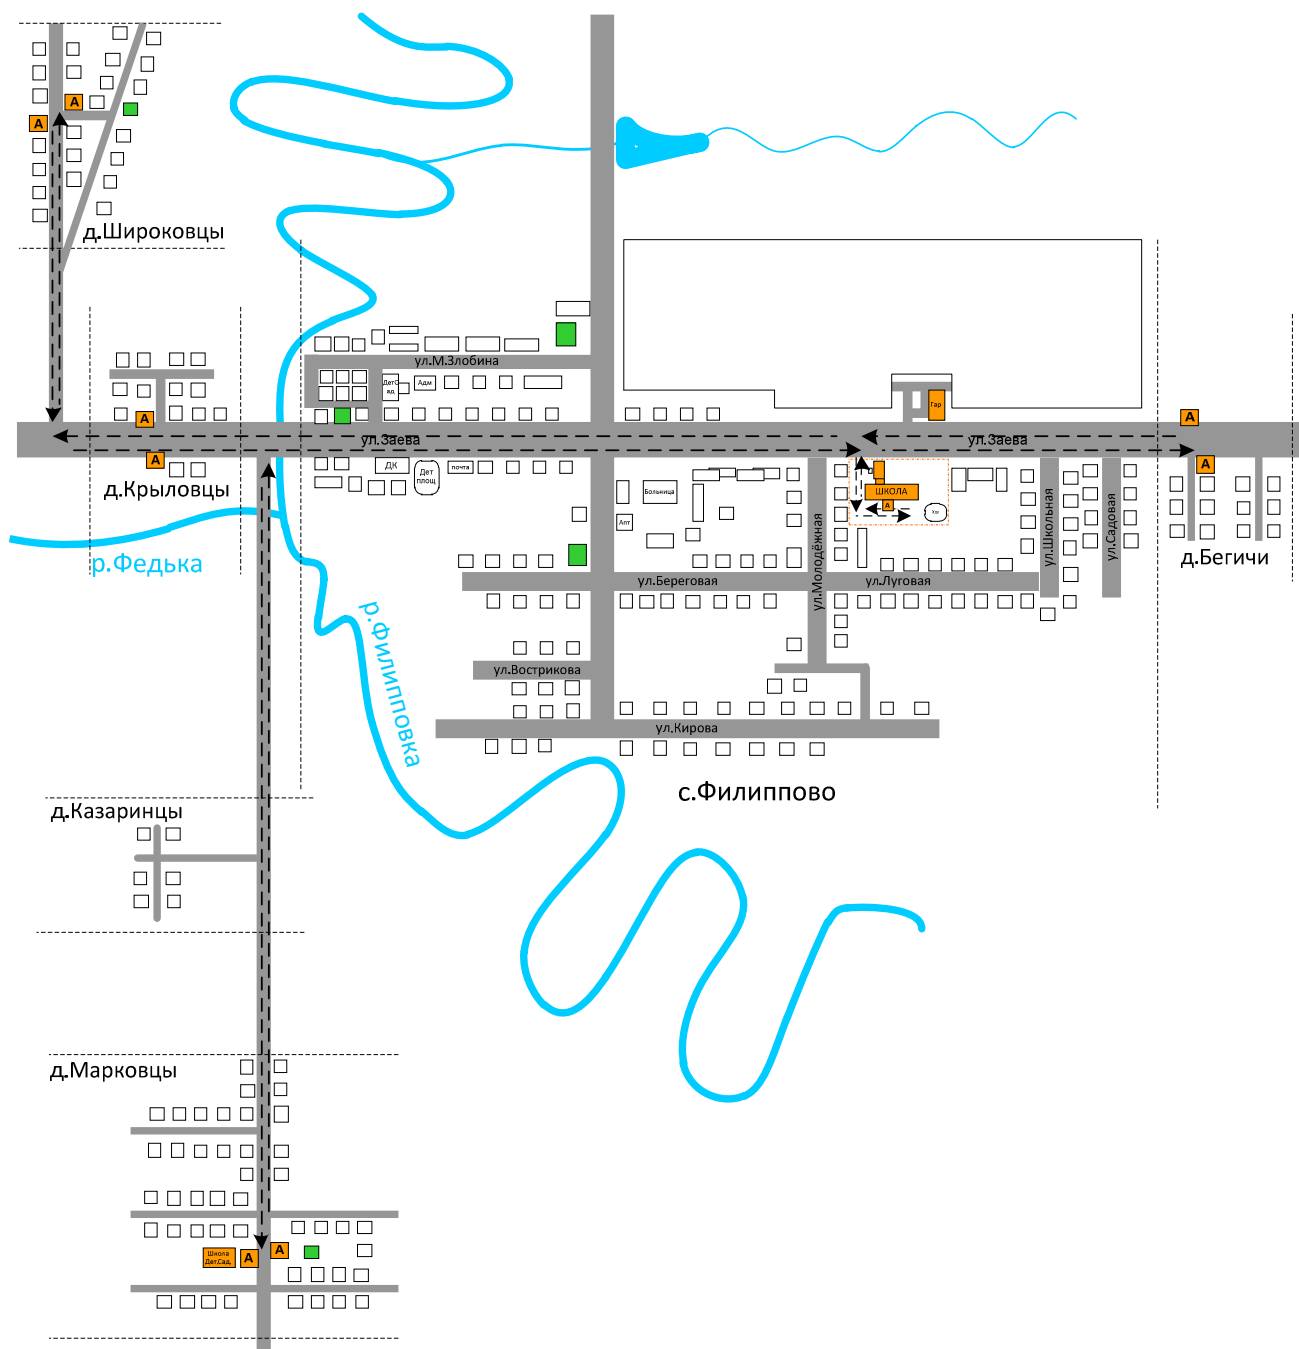 А
А
д.Широковцы
ул.М.Злобина
ДетС
ад
Адм
Гар
А
А
ул.Заева
ул.Заева
А
А
ДК
Дет
площ
почта
Больница
Апт
ШКОЛА
А
д.Крыловцы
ул.Молодёжная
ул.Школьная
ул.Садовая
д.Бегичи
р.Федька
ул.Береговая
ул.Луговая
р.Филипповка
ул.Вострикова
ул.Кирова
с.Филиппово
д.Казаринцы
д.Марковцы
Школа
Дет.Сад.
А
А